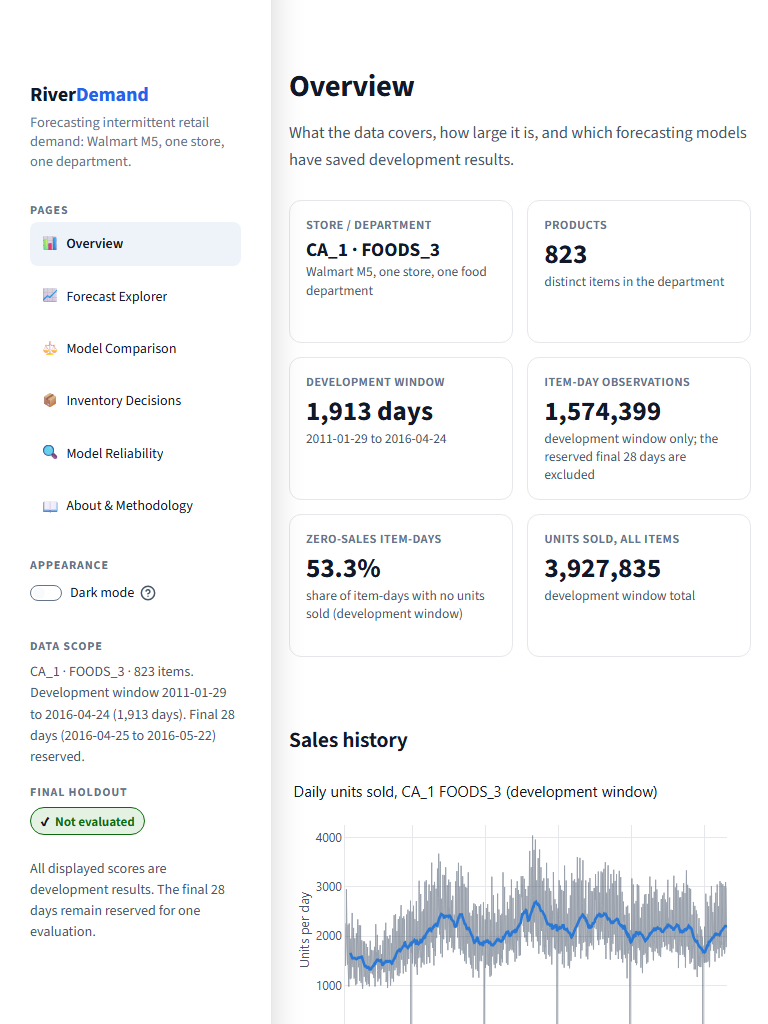 RiverDemand
Forecasting intermittent retail
demand: Walmart M5, one store,
one department.
PAGES
Overview
Forecast Explorer
Model Comparison
Inventory Decisions
Model Reliability
About & Methodology
APPEARANCE
Dark mode ?
DATA SCOPE
CA_1 · FOODS_3 · 823 items.
Development window 2011-01-29
to 2016-04-24 (1,913 days). Final 28
days (2016-04-25 to 2016-05-22)
reserved.
FINAL HOLDOUT
✓ Not evaluated
All displayed scores are
development results. The final 28
days remain reserved for one
evaluation.
Overview
What the data covers, how large it is, and which forecasting models
have saved development results.
STORE / DEPARTMENT
CA_1 · FOODS_3
Walmart M5, one store, one food
department
PRODUCTS
823
distinct items in the department
DEVELOPMENT WINDOW
1,913 days
2011-01-29 to 2016-04-24
ITEM-DAY OBSERVATIONS
1,574,399
development window only; the
reserved final 28 days are
excluded
ZERO-SALES ITEM-DAYS
53.3%
share of item-days with no units
sold (development window)
UNITS SOLD, ALL ITEMS
3,927,835
development window total
Sales history
Daily units sold, CA_1 FOODS_3 (development window)
Units per day
4000
3000
2000
1000